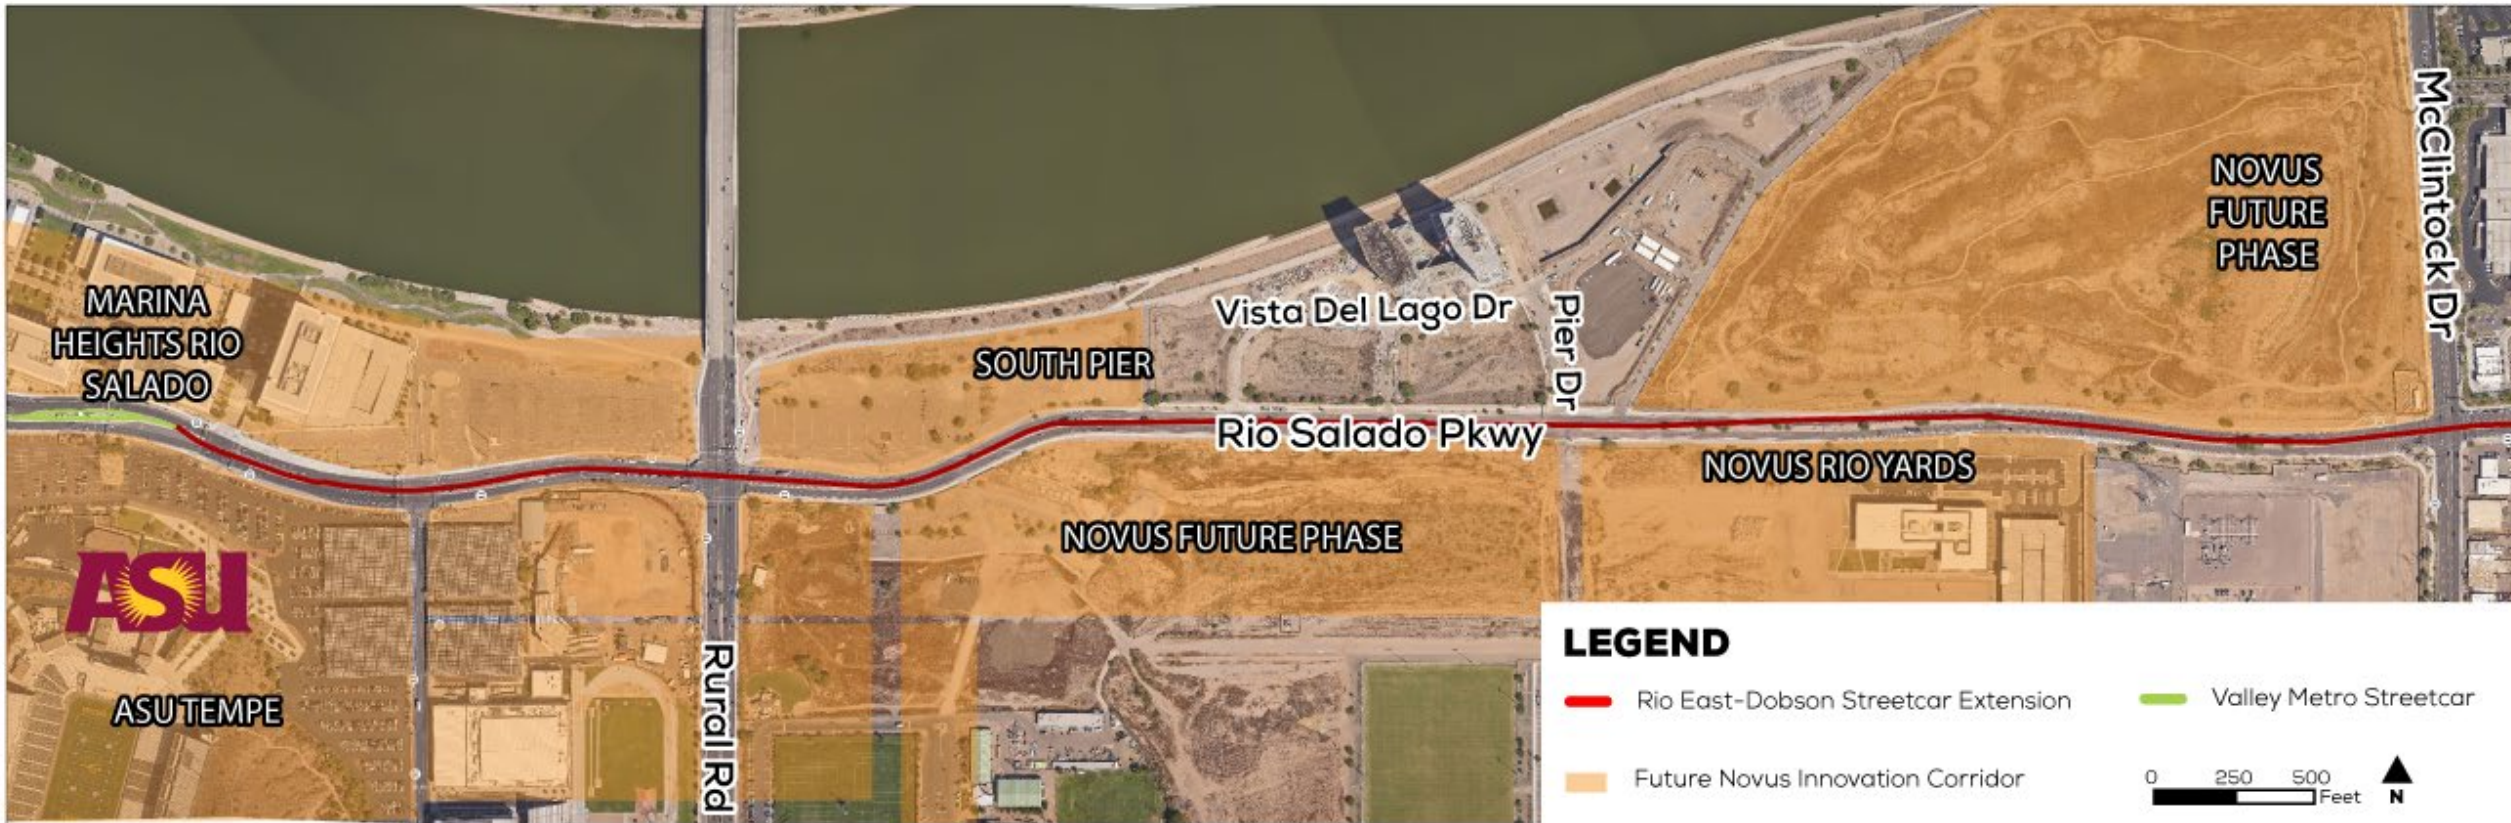 McClintock Dr
NOVUS
FUTURE
PHASE
MARINA
HEIGHTS RIO
SALADO
Vista Del Lago Dr
Pier Dr
SOUTH PIER
Rio Salado Pkwy
NOVUS RIO YARDS
NOVUS FUTURE PHASE
ASU
ASU TEMPE
Rural Rd
LEGEND
Rio East-Dobson Streetcar Extension
Valley Metro Streetcar
Future Novus Innovation Corridor
0 250 500
Feet
N